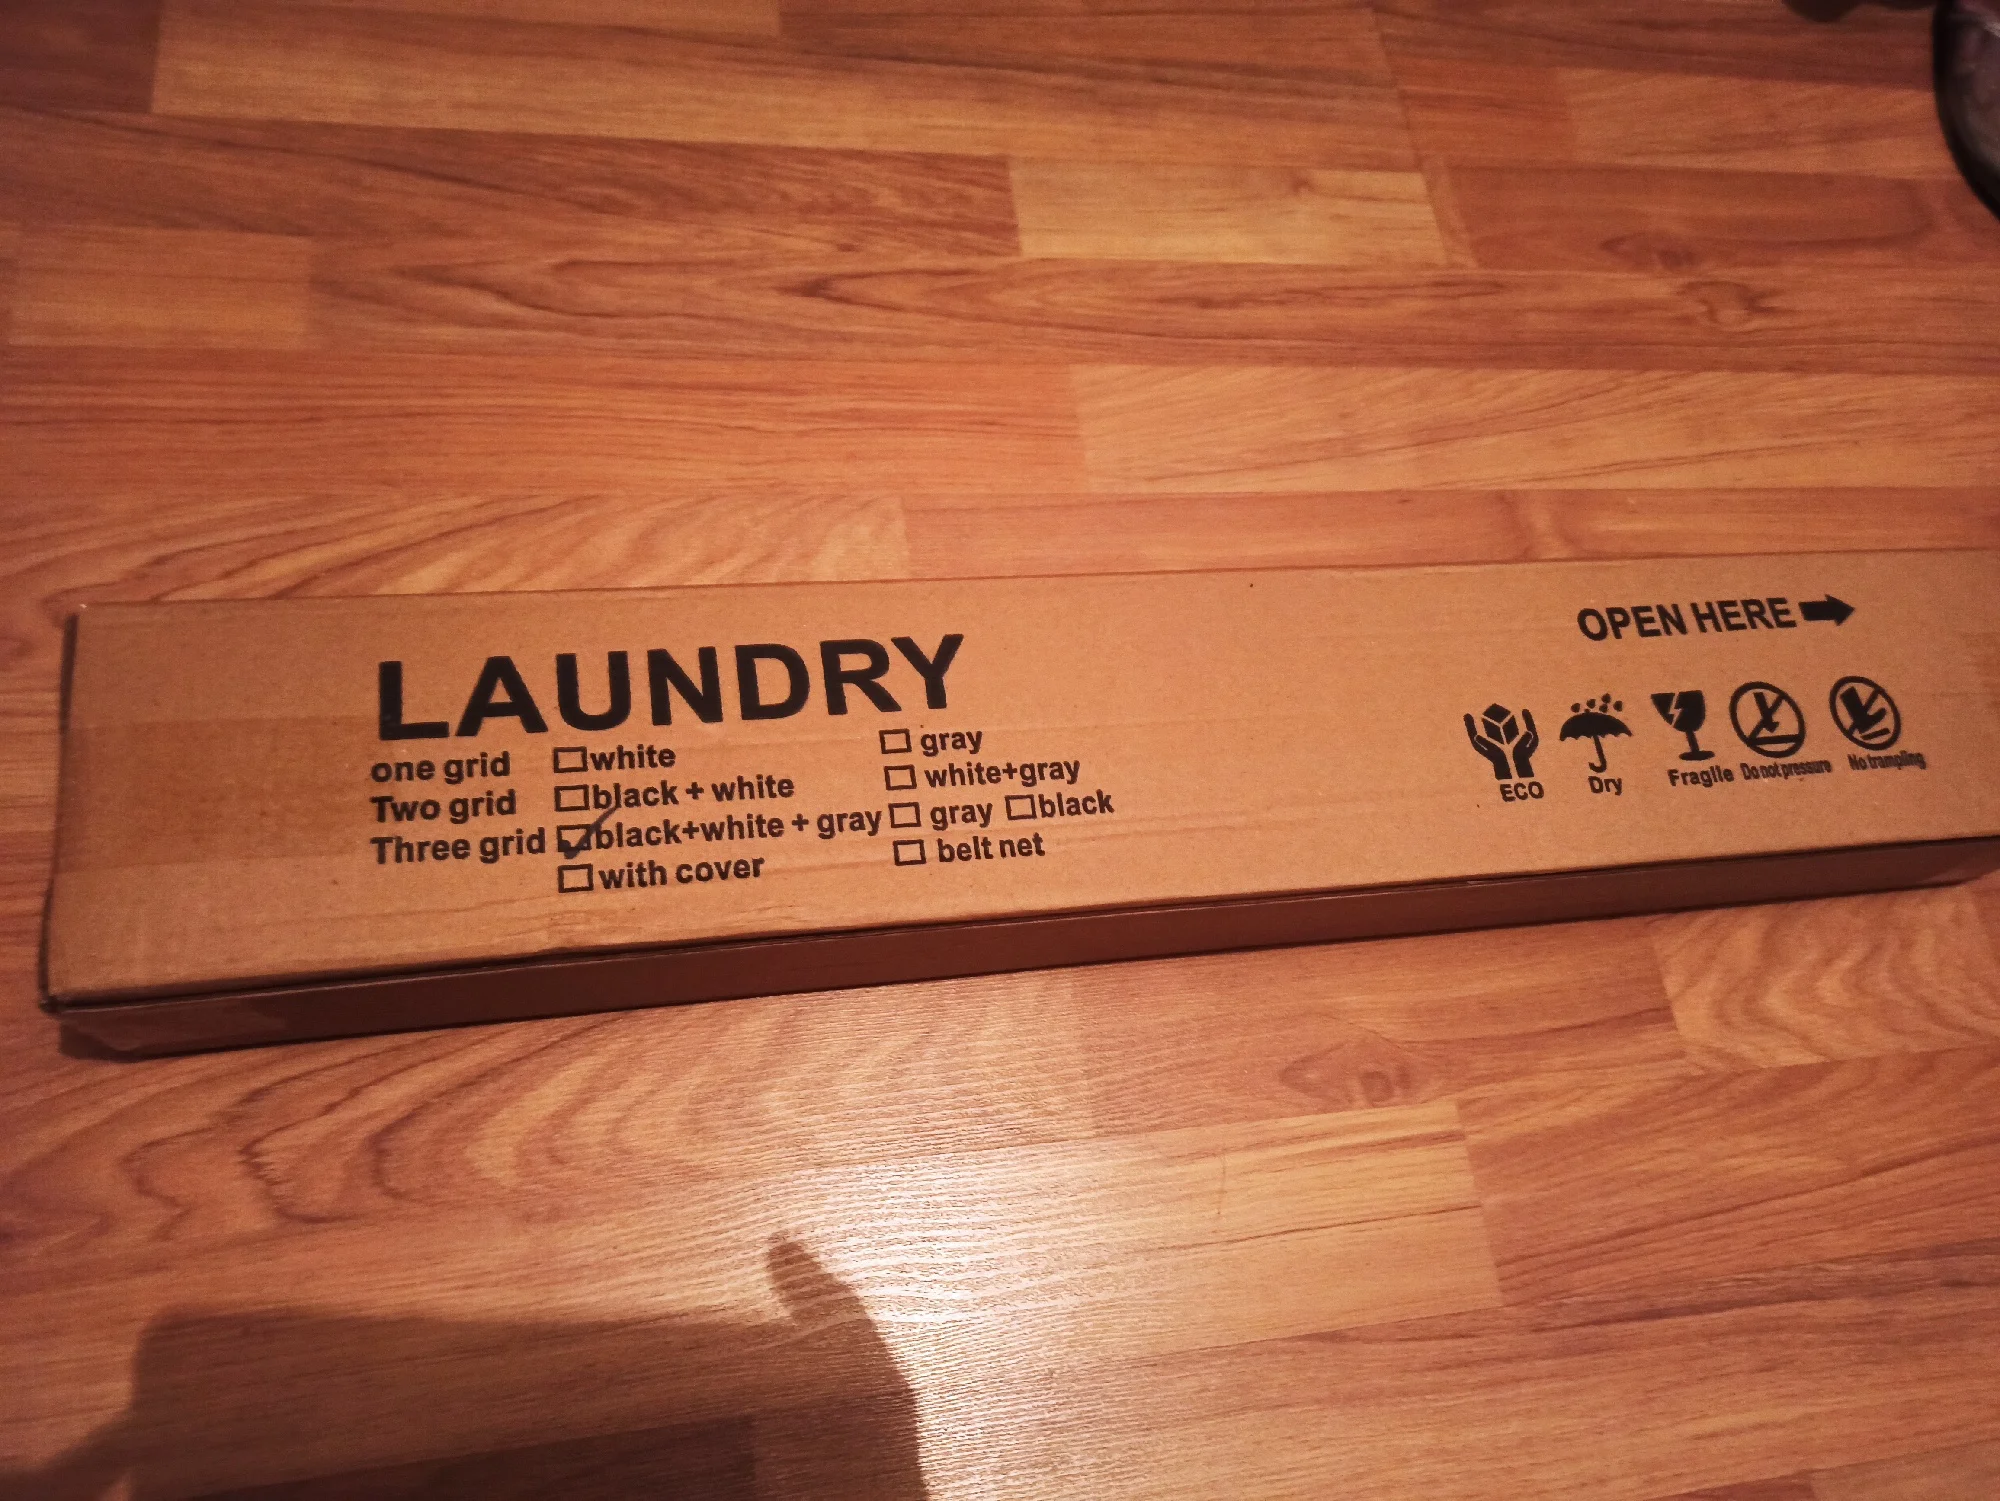 LAUNDRY
one grid ☐ white ☐ gray
Two grid ☐ black + white ☐ white+gray
Three grid ☑ black+white + gray ☐ gray ☐ black
☐ with cover ☐ belt net
OPEN HERE →
ECO Dry Fragile Do not pressure No trampling